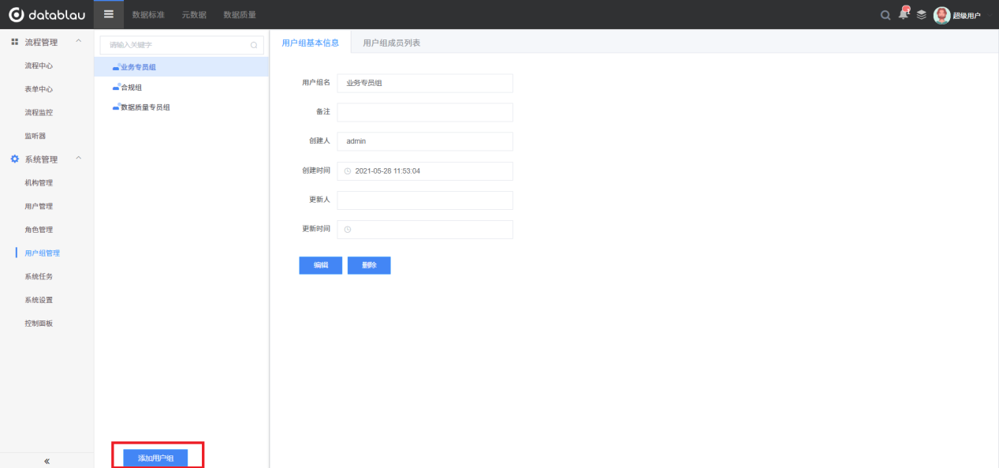 datablau
数据标准
元数据
数据质量
超级用户
流程管理
流程中心
表单中心
流程监控
监听器
系统管理
机构管理
用户管理
角色管理
用户组管理
系统任务
系统设置
控制面板
请输入关键字
业务专员组
合规组
数据质量专员组
添加用户组
用户组基本信息
用户组成员列表
用户组名 业务专员组
备注
创建人 admin
创建时间 2021-05-28 11:53:04
更新人
更新时间
编辑
删除